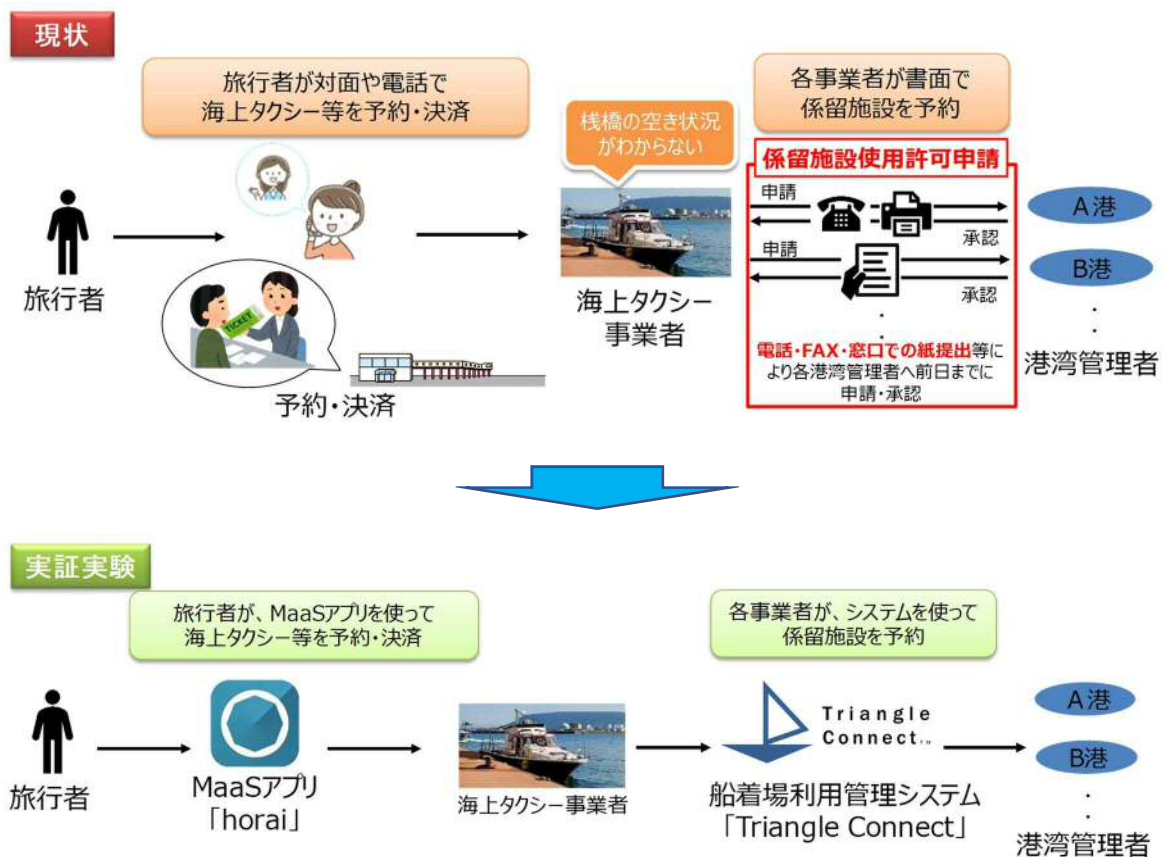 現状
旅行者が対面や電話で
海上タクシー等を予約・決済
桟橋の空き状況
がわからない
各事業者が書面で
係留施設を予約
係留施設使用許可申請
申請
承認
申請
承認
A港
B港
・
・
港湾管理者
旅行者
TICKET
予約・決済
海上タクシー
事業者
・
・
電話・FAX・窓口での紙提出等に
より各港湾管理者へ前日までに
申請・承認
実証実験
旅行者が、MaaSアプリを使って
海上タクシー等を予約・決済
各事業者が、システムを使って
係留施設を予約
旅行者
MaaSアプリ
「horai」
海上タクシー事業者
Triangle
Connect
船着場利用管理システム
「Triangle Connect」
A港
B港
・
・
港湾管理者